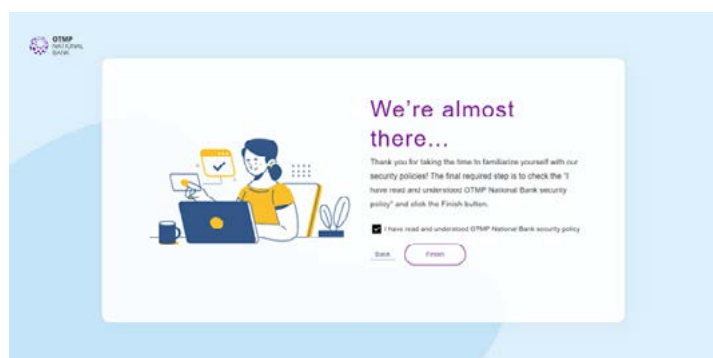 OTMP
NATIONAL
BANK
We're almost
there...
Thank you for taking the time to familiarize yourself with our
security policies! The final required step is to check the "I
have read and understood OTMP National Bank security
policy" and click the Finish button.
I have read and understood OTMP National Bank security policy
Back
Finish